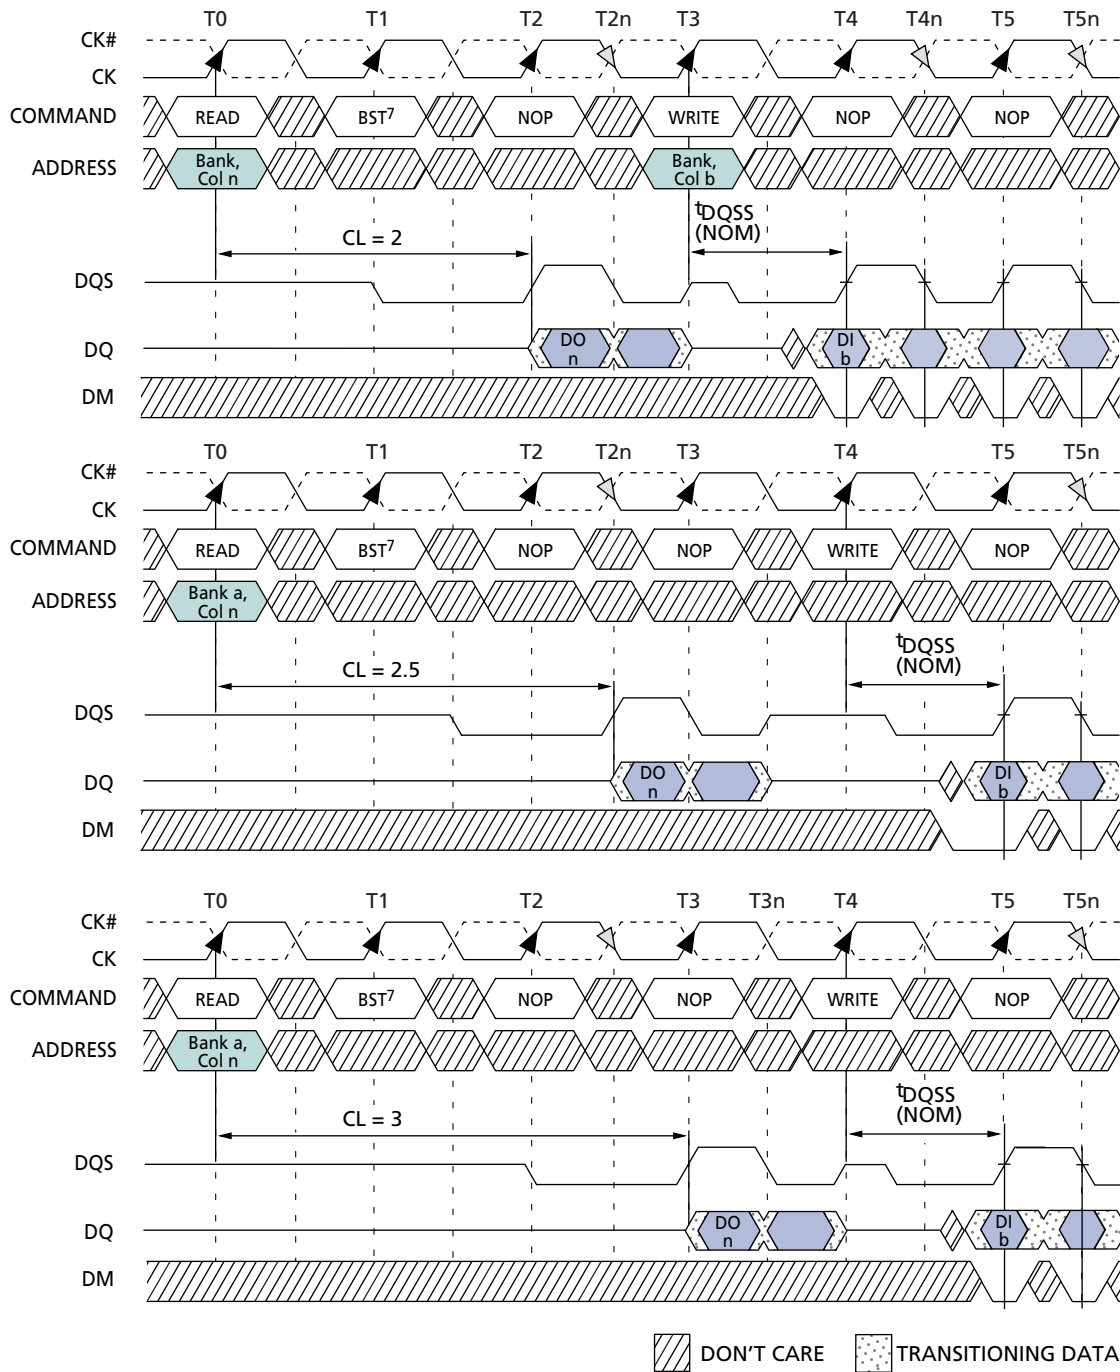 T0 T1 T2 T2n T3 T4 T4n T5 T5n
CK#
CK
COMMAND READ BST7 NOP WRITE NOP NOP
ADDRESS Bank, Col n Bank, Col b
CL = 2 tDQSS (NOM)
DQS
DQ DO n DI b
DM
T0 T1 T2 T2n T3 T4 T5 T5n
CK#
CK
COMMAND READ BST7 NOP NOP WRITE NOP
ADDRESS Bank a, Col n
CL = 2.5 tDQSS (NOM)
DQS
DQ DO n DI b
DM
T0 T1 T2 T3 T3n T4 T5 T5n
CK#
CK
COMMAND READ BST7 NOP NOP WRITE NOP
ADDRESS Bank a, Col n
CL = 3 tDQSS (NOM)
DQS
DQ DO n DI b
DM
DON'T CARE TRANSITIONING DATA